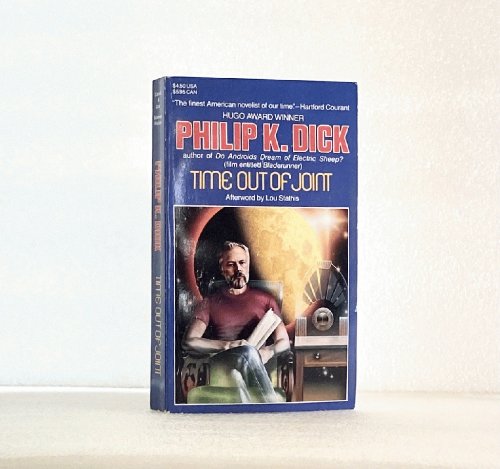 $4.50 USA
$5.95 CAN
"The finest American novelist of our time."—Hartford Courant
HUGO AWARD WINNER
PHILIP K. DICK
author of Do Androids Dream of Electric Sheep?
(film entitled Bladerunner)
TIME OUT OF JOINT
Afterword by Lou Stathis
PHILIP K. DICK
TIME OUT OF JOINT